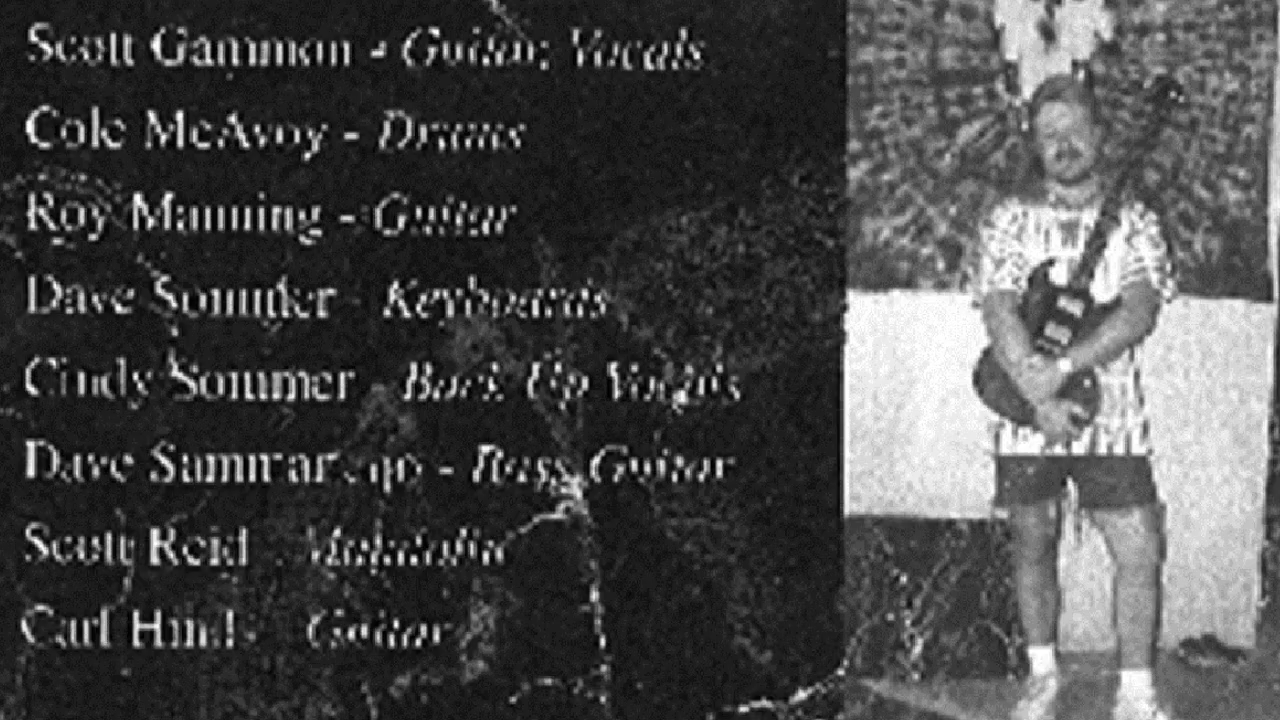 Scott Gammon - Guitar, Vocals
Cole McAvoy - Drums
Roy Manning - Guitar
Dave Sommer - Keyboards
Cindy Sommer - Back Up Vocals
Dave - Bass Guitar
Scott Reid - Mandolin
Carl - Guitar